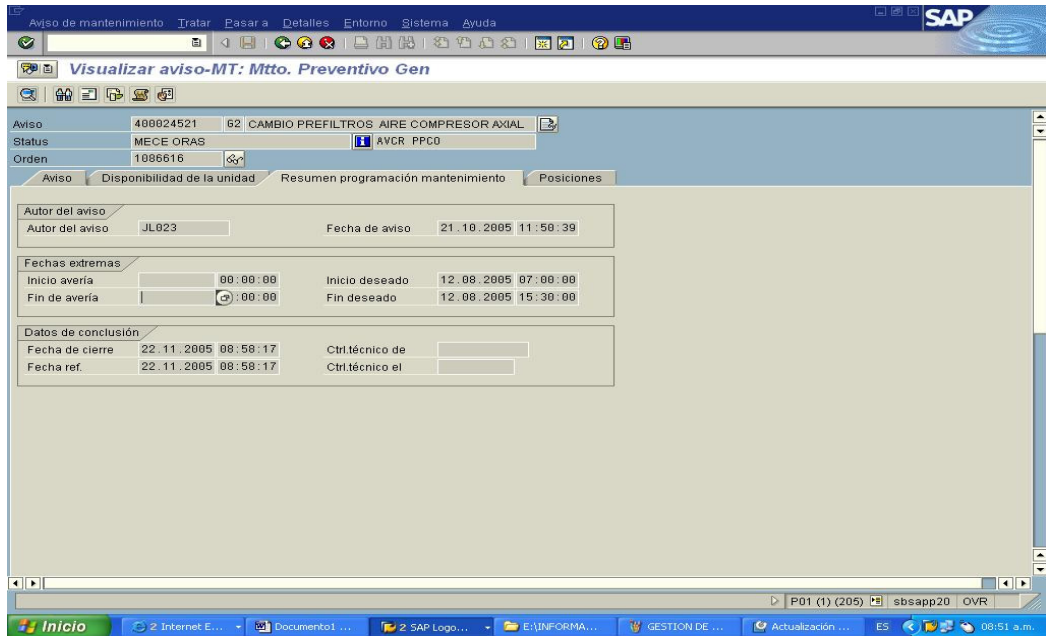 Aviso de mantenimiento Tratar Pasar a Detalles Entorno Sistema Ayuda
SAP
Visualizar aviso-MT: Mtto. Preventivo Gen
Aviso 400024521 G2 CAMBIO PREFILTROS AIRE COMPRESOR AXIAL
Status MECE ORAS AVCR PPCO
Orden 1086616
Aviso Disponibilidad de la unidad Resumen programación mantenimiento Posiciones
Autor del aviso
Autor del aviso JL023 Fecha de aviso 21.10.2005 11:50:39
Fechas extremas
Inicio avería 00:00:00 Inicio deseado 12.08.2005 07:00:00
Fin de avería :00:00 Fin deseado 12.08.2005 15:30:00
Datos de conclusión
Fecha de cierre 22.11.2005 08:58:17 Ctrl.técnico de
Fecha ref. 22.11.2005 08:58:17 Ctrl.técnico el
P01 (1) (205) sbsapp20 OVR
Inicio 2 Internet E... Documento1 ... 2 SAP Logo... E:\INFORMA... GESTION DE ... Actualización ... ES 08:51 a.m.